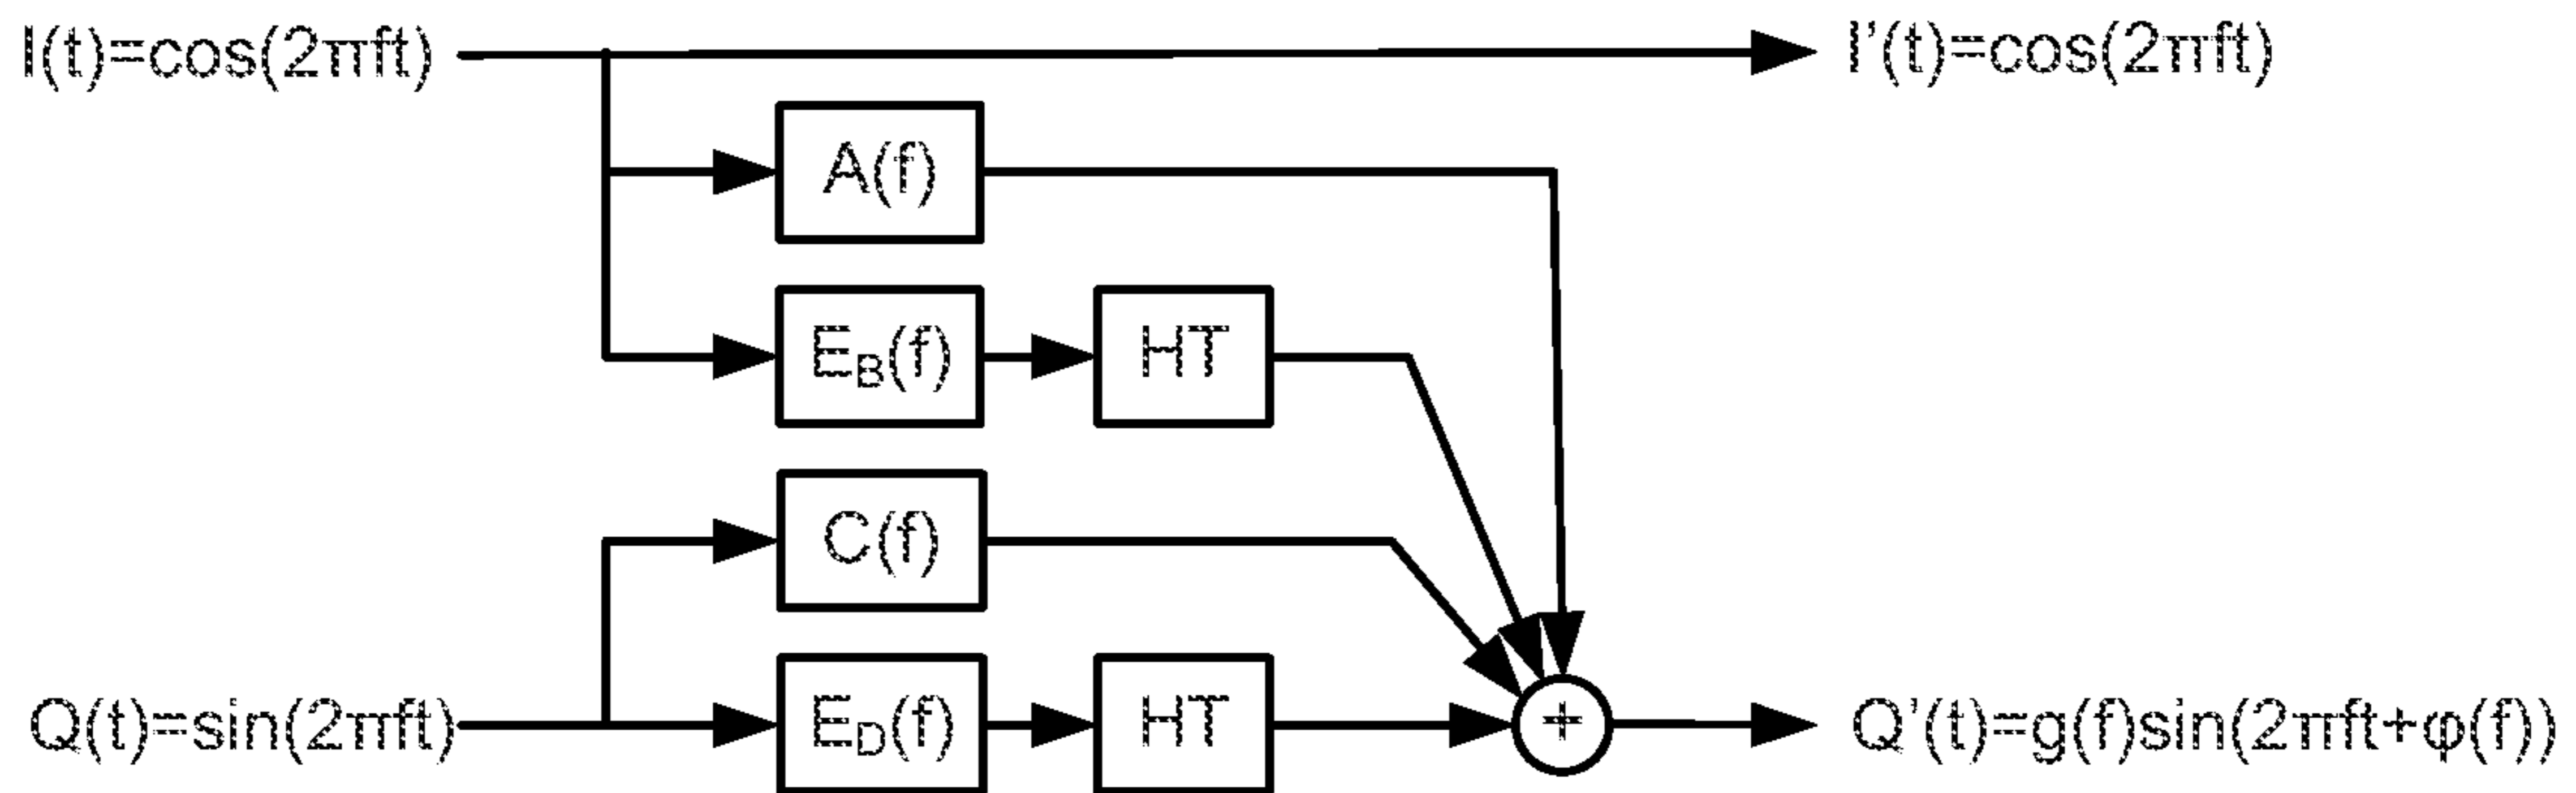 I(t)=cos(2πft)
I'(t)=cos(2πft)
A(f)
E_B(f)
HT
C(f)
Q(t)=sin(2πft)
E_D(f)
HT
+
Q'(t)=g(f)sin(2πft+φ(f))